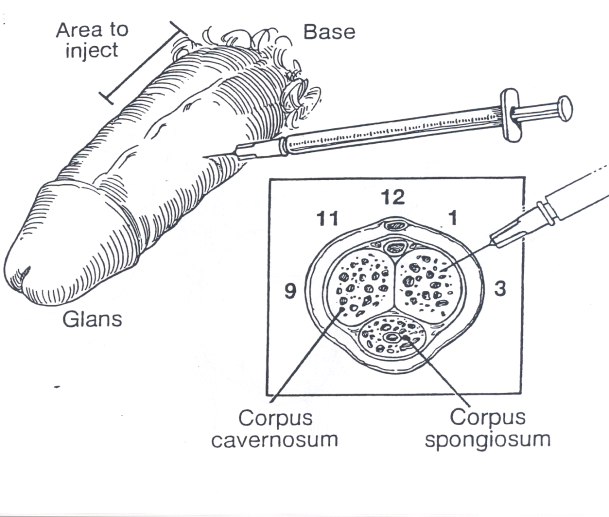 Area to
inject
Base
12
11
1
9
3
Glans
Corpus
cavernosum
Corpus
spongiosum